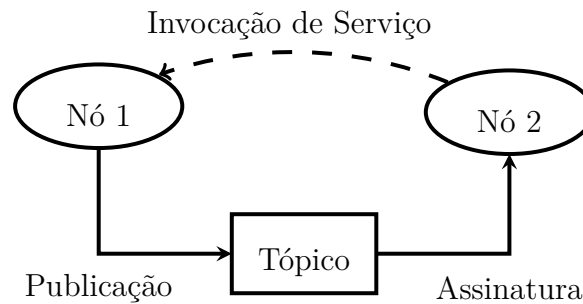 Invocação de Serviço
Nó 1
Nó 2
Tópico
Publicação
Assinatura